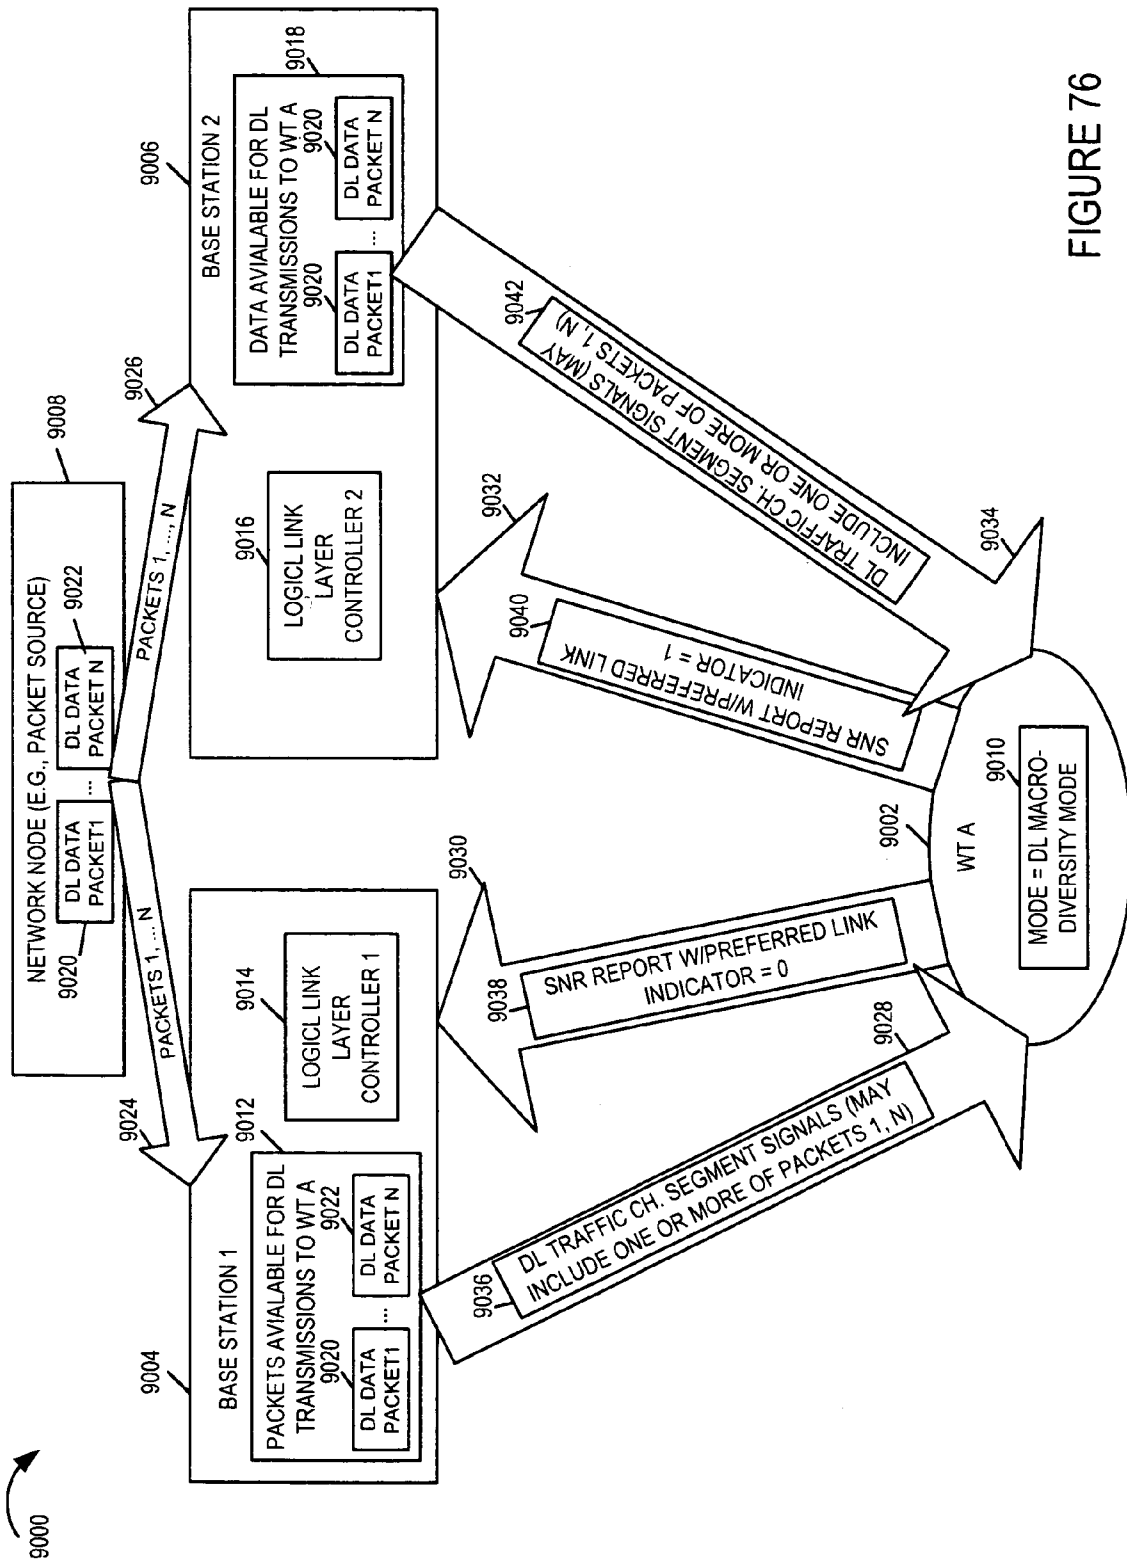 9000
NETWORK NODE (E.G., PACKET SOURCE)
9008
9020
DL DATA
PACKET1
...
DL DATA
PACKET N
9022
9024
PACKETS 1, .... N
PACKETS 1, ..., N
9026
9004
BASE STATION 1
PACKETS AVIALABLE FOR DL
TRANSMISSIONS TO WT A
9012
9020
DL DATA
PACKET1
...
9022
DL DATA
PACKET N
9014
LOGICL LINK
LAYER
CONTROLLER 1
9006
BASE STATION 2
9016
LOGICL LINK
LAYER
CONTROLLER 2
DATA AVIALABLE FOR DL
TRANSMISSIONS TO WT A
9018
9020
DL DATA
PACKET1
...
9020
DL DATA
PACKET N
9036
DL TRAFFIC CH. SEGMENT SIGNALS (MAY
INCLUDE ONE OR MORE OF PACKETS 1, N)
9028
9030
9038
SNR REPORT W/PREFERRED LINK
INDICATOR = 0
9032
9040
SNR REPORT W/PREFERRED LINK
INDICATOR = 1
9042
DL TRAFFIC CH. SEGMENT SIGNALS (MAY
INCLUDE ONE OR MORE OF PACKETS 1, N)
9034
9002
WT A
9010
MODE = DL MACRO-
DIVERSITY MODE
FIGURE 76